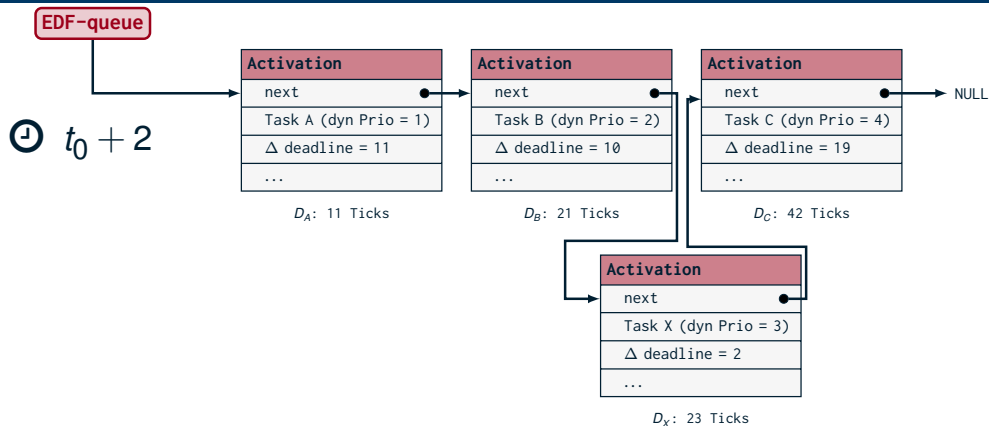 EDF-queue
t0 + 2
Activation
next
Task A (dyn Prio = 1)
Δ deadline = 11
...
DA: 11 Ticks
Activation
next
Task B (dyn Prio = 2)
Δ deadline = 10
...
DB: 21 Ticks
Activation
next
Task C (dyn Prio = 4)
Δ deadline = 19
...
DC: 42 Ticks
NULL
Activation
next
Task X (dyn Prio = 3)
Δ deadline = 2
...
DX: 23 Ticks